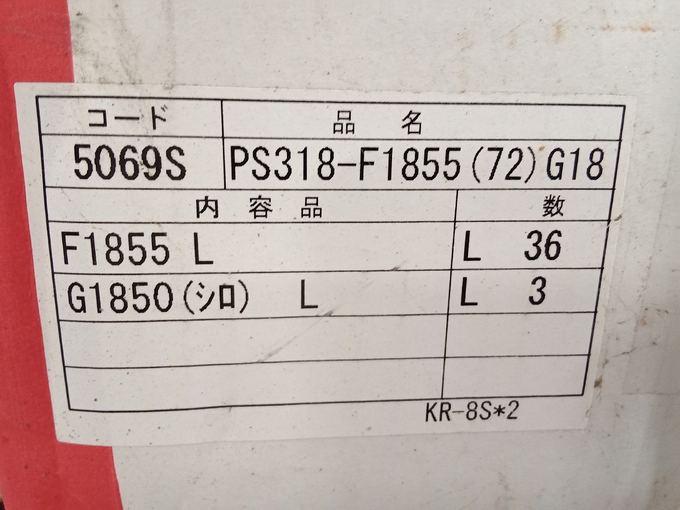 コード 品名
5069S PS318-F1855(72)G18
内容品 数
F1855 L L 36
G1850(ｼﾛ) L L 3
KR-8S*2